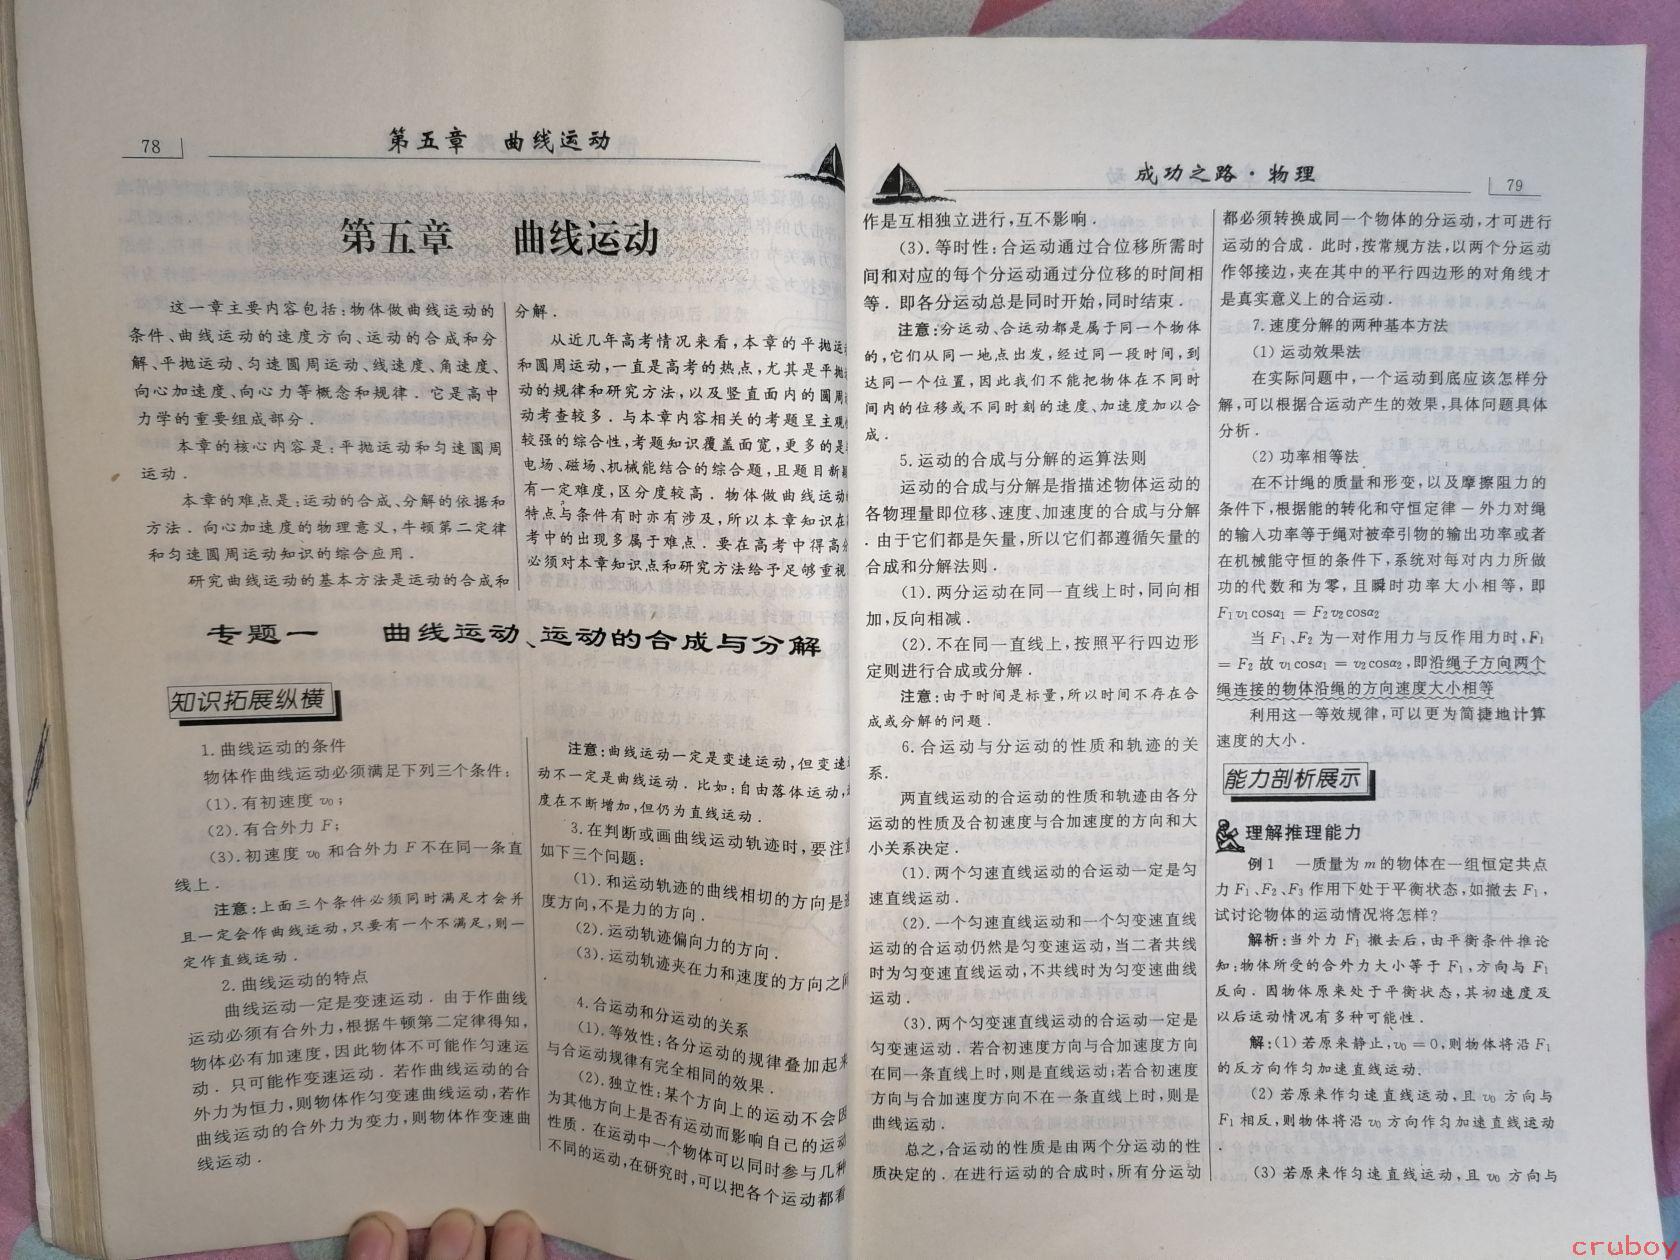 78
第五章 曲线运动
第五章 曲线运动
这一章主要内容包括:物体做曲线运动的
条件、曲线运动的速度方向、运动的合成和分
解、平抛运动、匀速圆周运动、线速度、角速度、
向心加速度、向心力等概念和规律．它是高中
力学的重要组成部分．
本章的核心内容是:平抛运动和匀速圆周
运动．
本章的难点是:运动的合成、分解的依据和
方法．向心加速度的物理意义,牛顿第二定律
和匀速圆周运动知识的综合应用．
研究曲线运动的基本方法是运动的合成和
分解．
从近几年高考情况来看,本章的平抛运
和圆周运动,一直是高考的热点,尤其是平抛
动的规律和研究方法,以及竖直面内的圆周
动考查较多．与本章内容相关的考题呈主观
较强的综合性,考题知识覆盖面宽,更多的是
电场、磁场、机械能结合的综合题,且题目新
有一定难度,区分度较高．物体做曲线运动
特点与条件有时亦有涉及,所以本章知识在
考中的出现多属于难点．要在高考中得高
必须对本章知识点和研究方法给予足够重视
专题一 曲线运动、运动的合成与分解
知识拓展纵横
1.曲线运动的条件
物体作曲线运动必须满足下列三个条件;
(1).有初速度 v₀;
(2).有合外力 F;
(3).初速度 v₀ 和合外力 F 不在同一条直
线上．
注意:上面三个条件必须同时满足才会并
且一定会作曲线运动,只要有一个不满足,则一
定作直线运动．
2.曲线运动的特点
曲线运动一定是变速运动．由于作曲线
运动必须有合外力,根据牛顿第二定律得知,
物体必有加速度,因此物体不可能作匀速运
动．只可能作变速运动．若作曲线运动的合
外力为恒力,则物体作匀变速曲线运动,若作
曲线运动的合外力为变力,则物体作变速曲
线运动．
注意:曲线运动一定是变速运动,但变速
动不一定是曲线运动．比如:自由落体运动,
度在不断增加,但仍为直线运动．
3.在判断或画曲线运动轨迹时,要注
如下三个问题;
(1).和运动轨迹的曲线相切的方向是
度方向,不是力的方向．
(2).运动轨迹偏向力的方向．
(3).运动轨迹夹在力和速度的方向之
．
4.合运动和分运动的关系
(1).等效性:各分运动的规律叠加起来
与合运动规律有完全相同的效果．
(2).独立性:某个方向上的运动不会因
为其他方向上是否有运动而影响自己的运动
性质．在运动中一个物体可以同时参与几种
不同的运动,在研究时,可以把各个运动都看
成功之路·物理
79
作是互相独立进行,互不影响．
(3).等时性:合运动通过合位移所需时
间和对应的每个分运动通过分位移的时间相
等．即各分运动总是同时开始,同时结束．
注意:分运动、合运动都是属于同一个物体
的,它们从同一地点出发,经过同一段时间,到
达同一个位置,因此我们不能把物体在不同时
间内的位移或不同时刻的速度、加速度加以合
成．
5.运动的合成与分解的运算法则
运动的合成与分解是指描述物体运动的
各物理量即位移、速度、加速度的合成与分解
．由于它们都是矢量,所以它们都遵循矢量的
合成和分解法则．
(1).两分运动在同一直线上时,同向相
加,反向相减．
(2).不在同一直线上,按照平行四边形
定则进行合成或分解．
注意:由于时间是标量,所以时间不存在合
成或分解的问题．
6.合运动与分运动的性质和轨迹的关
系．
两直线运动的合运动的性质和轨迹由各分
运动的性质及合初速度与合加速度的方向和大
小关系决定．
(1).两个匀速直线运动的合运动一定是匀
速直线运动．
(2).一个匀速直线运动和一个匀变速直线
运动的合运动仍然是匀变速运动,当二者共线
时为匀变速直线运动,不共线时为匀变速曲线
运动．
(3).两个匀变速直线运动的合运动一定是
匀变速运动．若合初速度方向与合加速度方向
在同一条直线上时,则是直线运动;若合初速度
方向与合加速度方向不在一条直线上时,则是
曲线运动．
总之,合运动的性质是由两个分运动的性
质决定的．在进行运动的合成时,所有分运动
都必须转换成同一个物体的分运动,才可进行
运动的合成．此时,按常规方法,以两个分运动
作邻接边,夹在其中的平行四边形的对角线才
是真实意义上的合运动．
7.速度分解的两种基本方法
(1)运动效果法
在实际问题中,一个运动到底应该怎样分
解,可以根据合运动产生的效果,具体问题具体
分析．
(2)功率相等法
在不计绳的质量和形变,以及摩擦阻力的
条件下,根据能的转化和守恒定律－外力对绳
的输入功率等于绳对被牵引物的输出功率或者
在机械能守恒的条件下,系统对每对内力所做
功的代数和为零,且瞬时功率大小相等,即
F₁v₁cosα₁ = F₂v₂cosα₂
当 F₁、F₂ 为一对作用力与反作用力时,F₁
= F₂ 故 v₁cosα₁ = v₂cosα₂,即沿绳子方向两个
绳连接的物体沿绳的方向速度大小相等
利用这一等效规律,可以更为简捷地计算
速度的大小．
能力剖析展示
理解推理能力
例1 一质量为 m 的物体在一组恒定共点
力 F₁、F₂、F₃ 作用下处于平衡状态,如撤去 F₁,
试讨论物体的运动情况将怎样?
解析:当外力 F₁ 撤去后,由平衡条件推论
知:物体所受的合外力大小等于 F₁,方向与 F₁
反向．因物体原来处于平衡状态,其初速度及
以后运动情况有多种可能性．
解:(1)若原来静止,v₀ = 0,则物体将沿 F₁
的反方向作匀加速直线运动．
(2)若原来作匀速直线运动,且 v₀ 方向与
F₁ 相反,则物体将沿 v₀ 方向作匀加速直线运动
．
(3)若原来作匀速直线运动,且 v₀ 方向与
cruboy